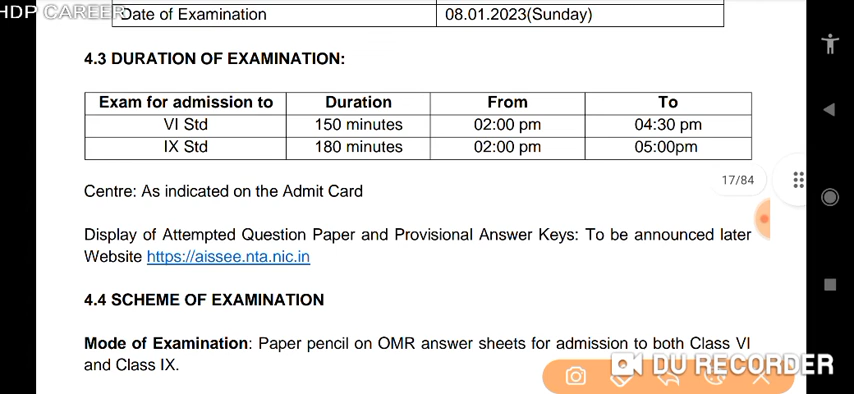 HDP CAREER
Date of Examination 08.01.2023(Sunday)
4.3 DURATION OF EXAMINATION:
Exam for admission to Duration From To
VI Std 150 minutes 02:00 pm 04:30 pm
IX Std 180 minutes 02:00 pm 05:00pm
17/84
Centre: As indicated on the Admit Card
Display of Attempted Question Paper and Provisional Answer Keys: To be announced later
Website https://aissee.nta.nic.in
4.4 SCHEME OF EXAMINATION
Mode of Examination: Paper pencil on OMR answer sheets for admission to both Class VI
and Class IX.
DU RECORDER